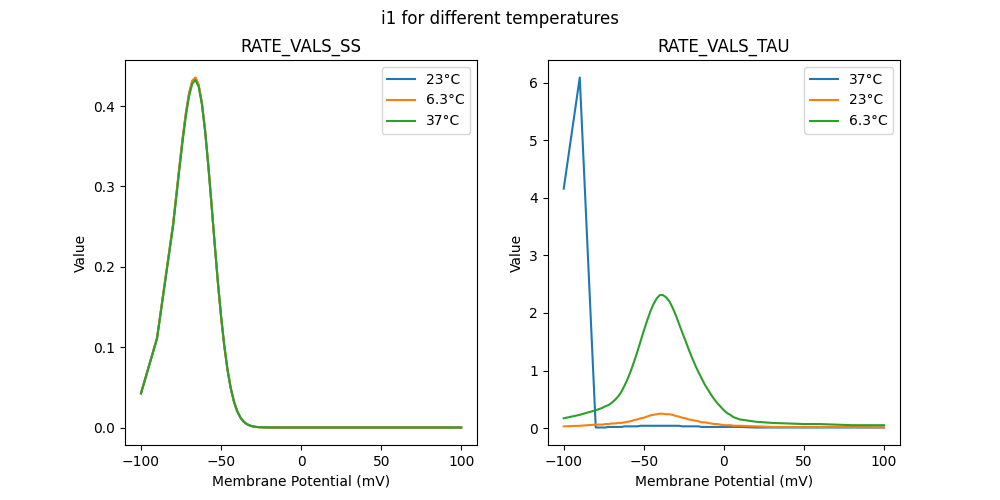 i1 for different temperatures
RATE_VALS_SS
23°C
6.3°C
37°C
0.4
0.3
0.2
0.1
0.0
Value
−100
−50
0
50
100
Membrane Potential (mV)
RATE_VALS_TAU
37°C
23°C
6.3°C
6
5
4
3
2
1
0
Value
−100
−50
0
50
100
Membrane Potential (mV)